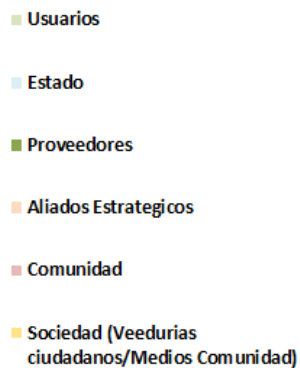 Usuarios
Estado
Proveedores
Aliados Estrategicos
Comunidad
Sociedad (Veedurias
ciudadanos/Medios Comunidad)